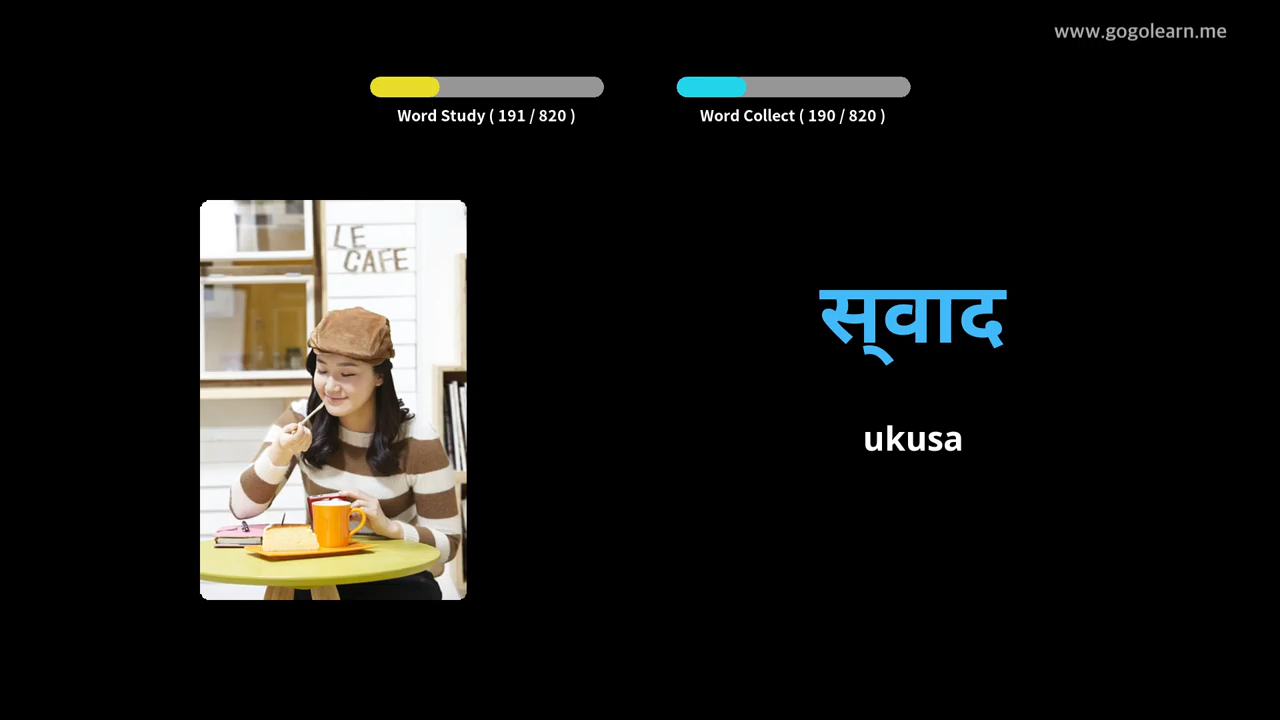 www.gogolearn.me
Word Study ( 191 / 820 )
Word Collect ( 190 / 820 )
LE
CAFE
स्‌वाद
ukusa